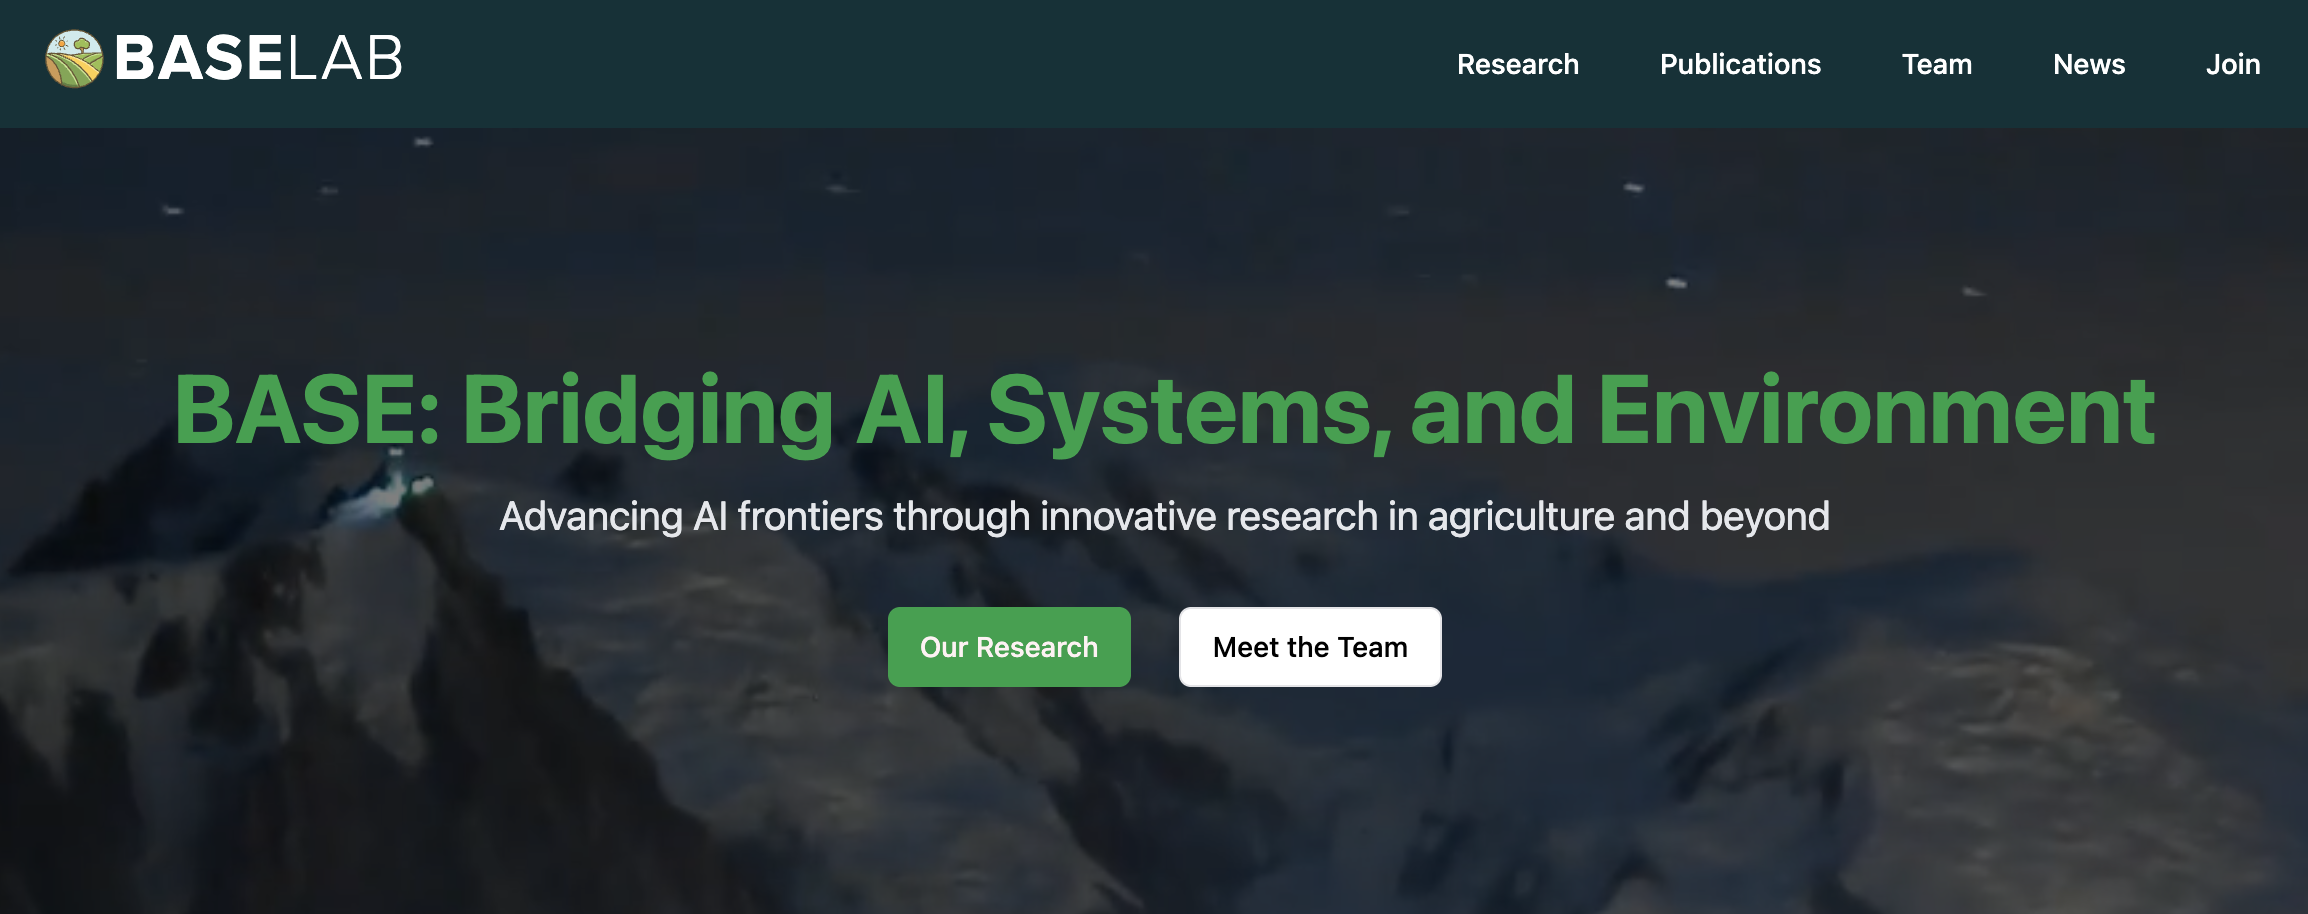 BASELAB
Research
Publications
Team
News
Join
BASE: Bridging AI, Systems, and Environment
Advancing AI frontiers through innovative research in agriculture and beyond
Our Research
Meet the Team